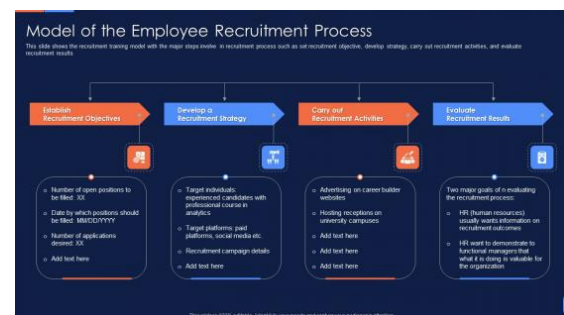 Model of the Employee Recruitment Process
This slide shows the recruitment training model with the major steps involve in recruitment process such as set recruitment objective, develop strategy, carry out recruitment activities, and evaluate
recruitment results
Establish
Recruitment Objectives
Develop a
Recruitment Strategy
Carry out
Recruitment Activities
Evaluate
Recruitment Results
Number of open positions to
be filled: XX
Date by which positions should
be filled: MM/DD/YYYY
Number of applications
desired: XX
Add text here
Target individuals:
experienced candidates with
professional course in
analytics
Target platforms: paid
platforms, social media etc.
Recruitment campaign details
Add text here
Advertising on career builder
websites
Hosting receptions on
university campuses
Add text here
Add text here
Add text here
Two major goals of n evaluating
the recruitment process:
HR (human resources)
usually wants information on
recruitment outcomes
HR want to demonstrate to
functional managers that
what it is doing is valuable for
the organization